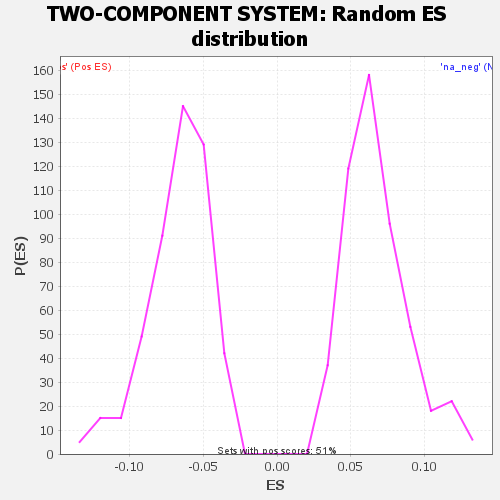 TWO-COMPONENT SYSTEM: Random ES
distribution
s' (Pos ES)
'na_neg' (N
160
150
140
130
120
110
100
90
80
70
60
50
40
30
20
10
0
P(ES)
Sets with pos scores: 51%
-0.10 -0.05 0.00 0.05 0.10
ES